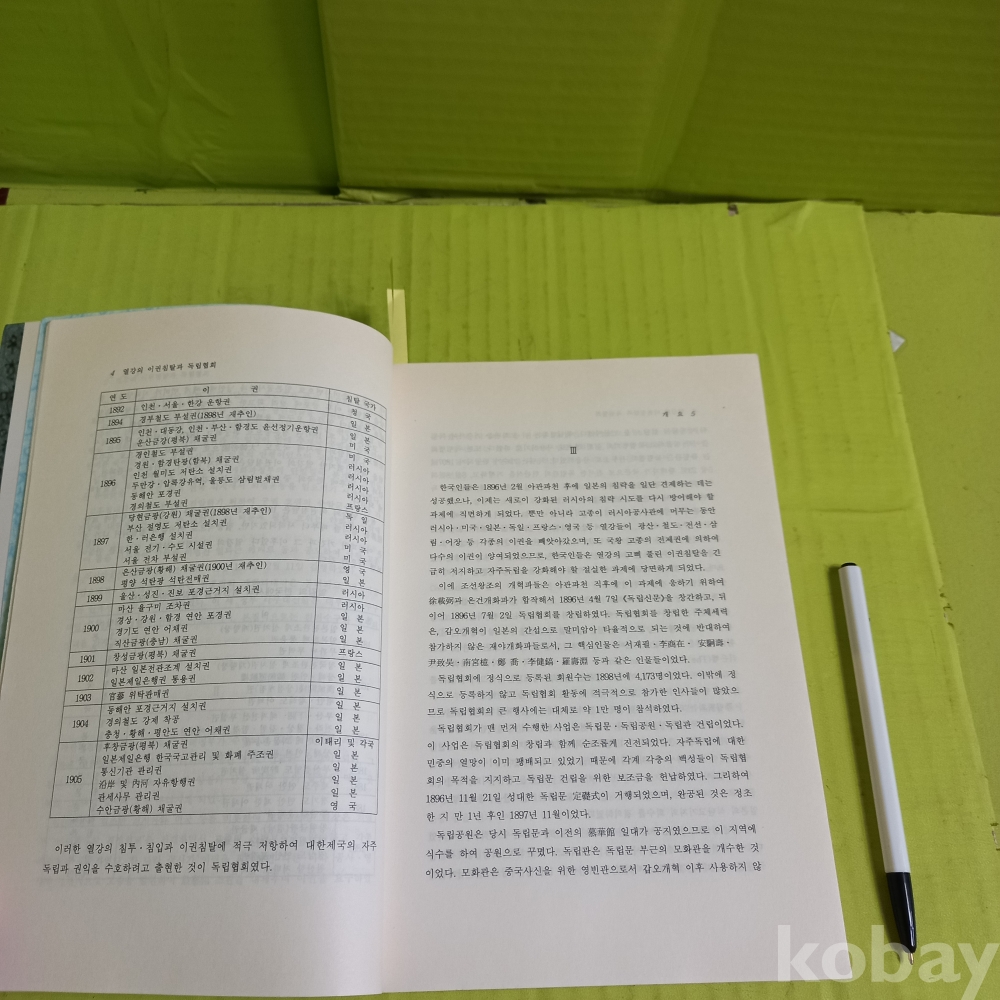 4 열강의 이권침탈과 독립협회
연 도 이 권 침탈 국가
1892 인천·서울·한강 운항권 청 국
1894 경부철도 부설권(1898년 재추인) 일 본
1895 인천·대동강, 인천·부산·함경도 윤선정기운항권 일 본
운산금광(평북) 채굴권 미 국
1896 경인철도 부설권 미 국
경원·함경탄광(함북) 채굴권 러시아
인천 월미도 저탄소 설치권 러시아
두만강·압록강유역, 울릉도 삼림벌채권 러시아
동해안 포경권 러시아
경의철도 부설권 프랑스
1897 당현금광(강원) 채굴권(1898년 재추인) 독 일
부산 절영도 저탄소 설치권 러시아
한·러은행 설치권 러시아
서울 전기·수도 시설권 미 국
서울 전차 부설권 미 국
1898 은산금광(평북) 채굴권(1900년 재추인) 영 국
평양 석탄광 석탄전매권 일 본
1899 울산·성진·진보 포경근거지 설치권 러시아
1900 마산 율구미 조차권 러시아
경상·강원·함경 연안 포경권 일 본
경기도 연안 어채권 일 본
직산금광(충남) 채굴권 일 본
1901 창성금광(평북) 채굴권 프랑스
1902 마산 일본전관조계 설치권 일 본
일본제일은행권 통용권 일 본
1903 官蔘 위탁판매권 일 본
1904 동해안 포경근거지 설치권 일 본
경의철도 강제 착공 일 본
충청·황해·평안도 연안 어채권 일 본
1905 후창금광(평북) 채굴권 이태리 및 각국
일본제일은행 한국국고관리 및 화폐 주조권 일 본
통신기관 관리권 일 본
沿岸 및 內河 자유항행권 일 본
관세사무 관리권 일 본
수안금광(황해) 채굴권 영 국
이러한 열강의 침투·침입과 이권침탈에 적극 저항하여 대한제국의 자주
독립과 권익을 수호하려고 출현한 것이 독립협회였다.
개 요 5
Ⅲ
한국인들은 1896년 2월 아관파천 후에 일본의 침략을 일단 견제하는 데는
성공했으나, 이제는 새로이 강화된 러시아의 침략 시도를 다시 방어해야 할
과제에 직면하게 되었다. 뿐만 아니라 고종이 러시아공사관에 머무는 동안
러시아·미국·일본·독일·프랑스·영국 등 열강들이 광산·철도·전선·삼
림·어장 등 각종의 이권을 빼앗아갔으며, 또 국왕 고종의 전제권에 의하여
다수의 이권이 양여되었으므로, 한국인들은 열강의 고삐 풀린 이권침탈을 긴
급히 저지하고 자주독립을 강화해야 할 절실한 과제에 당면하게 되었다.
이에 조선왕조의 개혁파들은 아관파천 직후에 이 과제에 응하기 위하여
徐載弼과 온건개화파가 합작해서 1896년 4월 7일 《독립신문》을 창간하고, 뒤
이어 1896년 7월 2일 독립협회를 창립하였다. 독립협회를 창립한 주체세력
은, 갑오개혁이 일본의 간섭으로 말미암아 타율적으로 되는 것에 반대하여
참가하지 않은 재야개화파들로서, 그 핵심인물은 서재필·李商在·安駉壽·
尹致昊·南宮檍·鄭 喬·李健鎬·羅壽淵 등과 같은 인물들이었다.
독립협회에 정식으로 등록된 회원수는 1898년에 4,173명이었다. 이밖에 정
식으로 등록하지 않고 독립협회 활동에 적극적으로 참가한 인사들이 많았으
므로 독립협회의 큰 행사에는 대체로 약 1만 명이 참석하였다.
독립협회가 맨 먼저 수행한 사업은 독립문·독립공원·독립관 건립이었다.
이 사업은 독립협회의 창립과 함께 순조롭게 진전되었다. 자주독립에 대한
민중의 열망이 이미 팽배되고 있었기 때문에 각계 각층의 백성들이 독립협
회의 목적을 지지하고 독립문 건립을 위한 보조금을 헌납하였다. 그리하여
1896년 11월 21일 성대한 독립문 定礎式이 거행되었으며, 완공된 것은 정초
한 지 만 1년 후인 1897년 11월이었다.
독립공원은 당시 독립문과 이전의 慕華館 일대가 공지였으므로 이 지역에
식수를 하여 공원으로 꾸몄다. 독립관은 독립문 부근의 모화관을 개수한 것
이었다. 모화관은 중국사신을 위한 영빈관으로서 갑오개혁 이후 사용하지 않
kobay